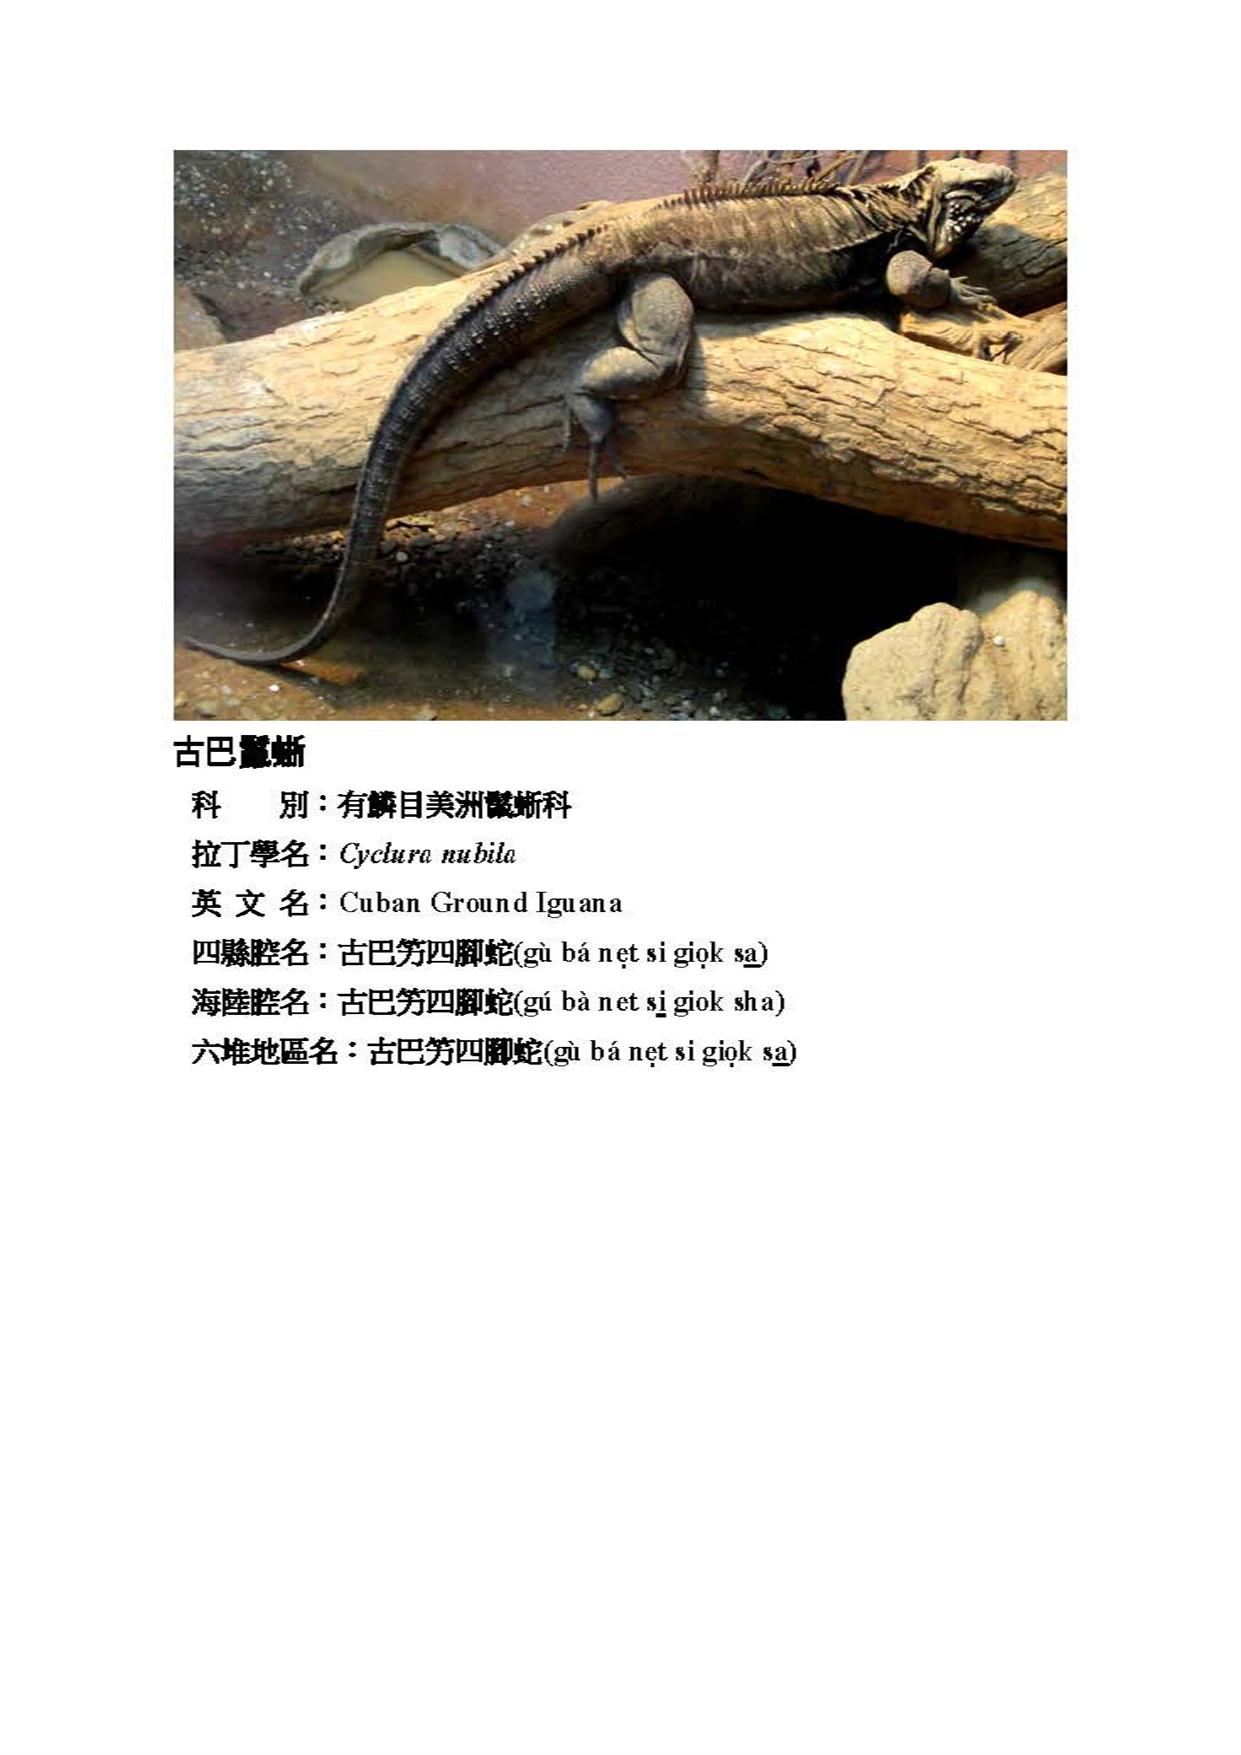 古巴鬣蜥
科　　別：有鱗目美洲鬣蜥科
拉丁學名：Cyclura nubila
英 文 名：Cuban Ground Iguana
四縣腔名：古巴竻四腳蛇(gù bá nẹt si giọk sa̲)
海陸腔名：古巴竻四腳蛇(gú bà net si̲ giok sha)
六堆地區名：古巴竻四腳蛇(gù bá nẹt si giọk sa̲)